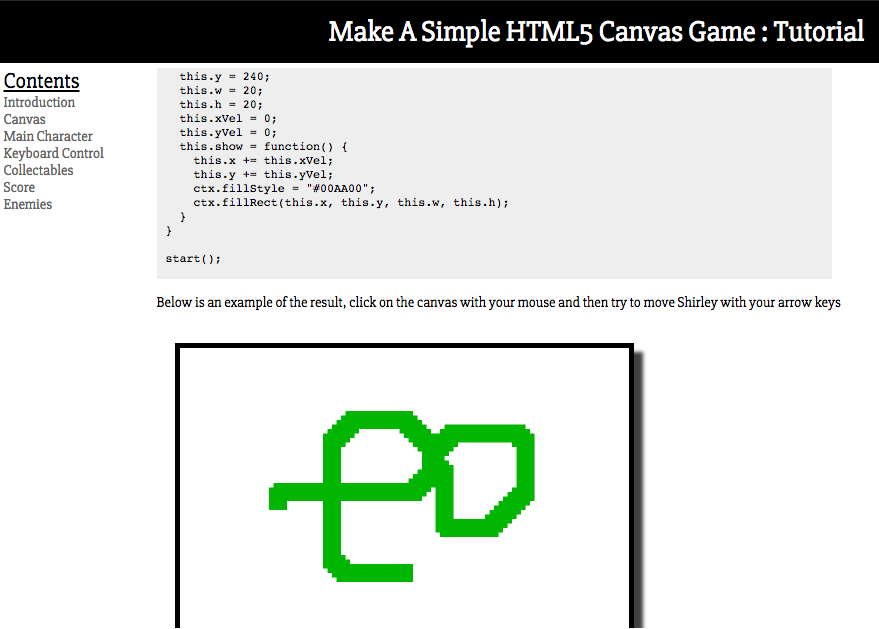 Make A Simple HTML5 Canvas Game : Tutorial
Contents
Introduction
Canvas
Main Character
Keyboard Control
Collectables
Score
Enemies
this.y = 240;
this.w = 20;
this.h = 20;
this.xVel = 0;
this.yVel = 0;
this.show = function() {
this.x += this.xVel;
this.y += this.yVel;
ctx.fillStyle = "#00AA00";
ctx.fillRect(this.x, this.y, this.w, this.h);
}
}
start();
Below is an example of the result, click on the canvas with your mouse and then try to move Shirley with your arrow keys